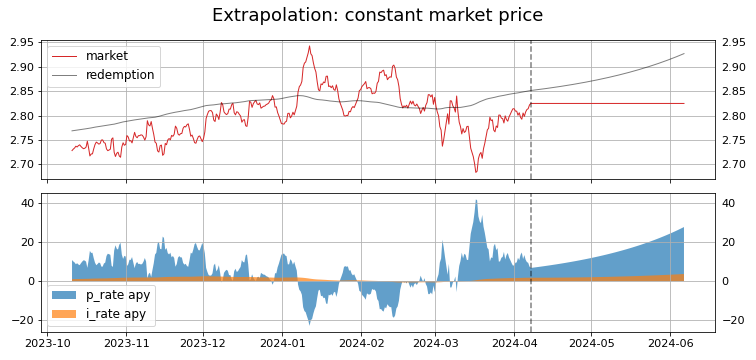 Extrapolation: constant market price
2.95 2.95
2.90 2.90
2.85 2.85
2.80 2.80
2.75 2.75
2.70 2.70
market
redemption
40 40
20 20
0 0
−20 −20
p_rate apy
i_rate apy
2023-10 2023-11 2023-12 2024-01 2024-02 2024-03 2024-04 2024-05 2024-06